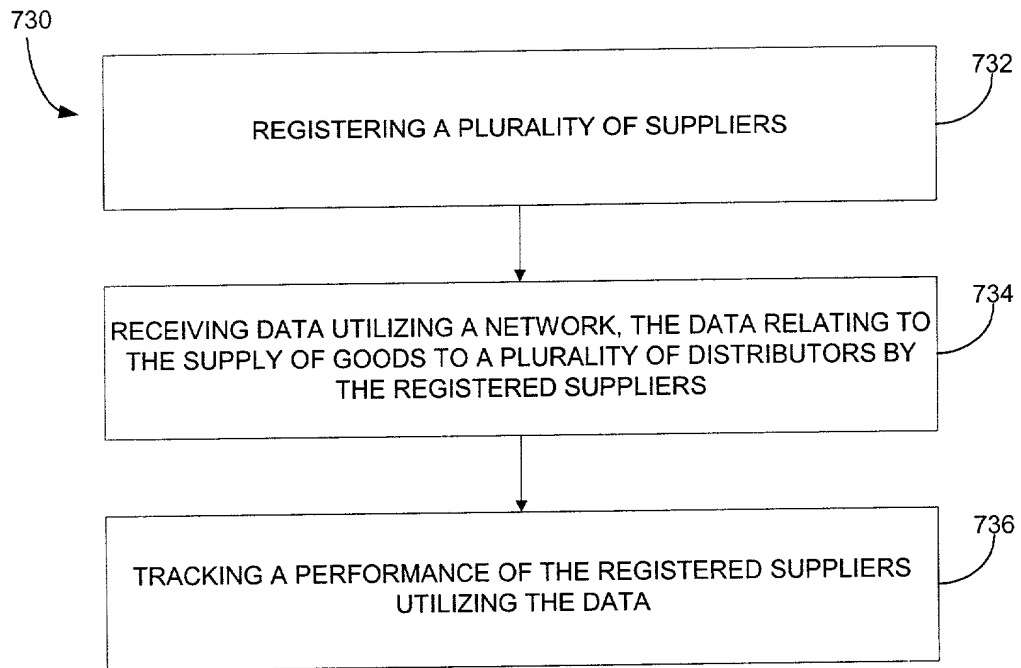 730
732
REGISTERING A PLURALITY OF SUPPLIERS
734
RECEIVING DATA UTILIZING A NETWORK, THE DATA RELATING TO
THE SUPPLY OF GOODS TO A PLURALITY OF DISTRIBUTORS BY
THE REGISTERED SUPPLIERS
736
TRACKING A PERFORMANCE OF THE REGISTERED SUPPLIERS
UTILIZING THE DATA